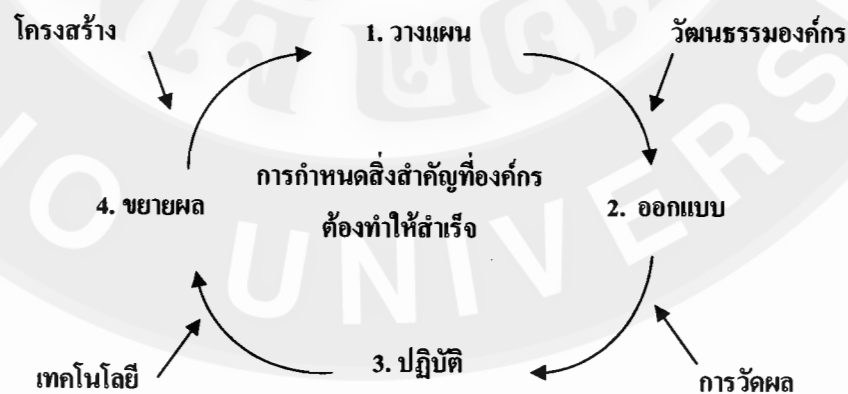 โครงสร้าง
1. วางแผน
วัฒนธรรมองค์กร
การกำหนดสิ่งสำคัญที่องค์กร
ต้องทำให้สำเร็จ
4. ขยายผล
2. ออกแบบ
3. ปฏิบัติ
เทคโนโลยี
การวัดผล
UNIVERS